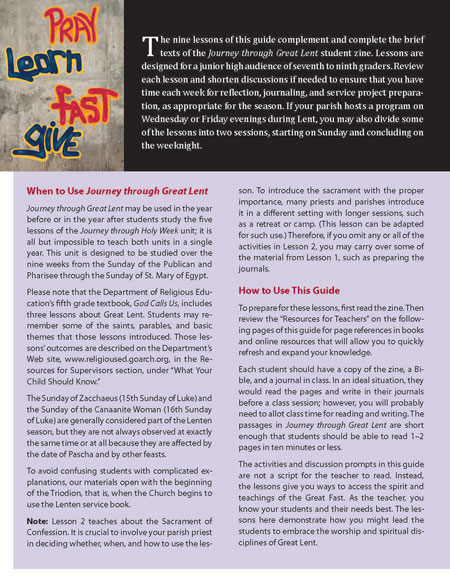 PRAY
Learn
FAST
give
The nine lessons of this guide complement and complete the brief
texts of the Journey through Great Lent student zine. Lessons are
designed for a junior high audience of seventh to ninth graders. Review
each lesson and shorten discussions if needed to ensure that you have
time each week for reflection, journaling, and service project prepara-
tion, as appropriate for the season. If your parish hosts a program on
Wednesday or Friday evenings during Lent, you may also divide some
of the lessons into two sessions, starting on Sunday and concluding on
the weeknight.
When to Use Journey through Great Lent
Journey through Great Lent may be used in the year
before or in the year after students study the five
lessons of the Journey through Holy Week unit; it is
all but impossible to teach both units in a single
year. This unit is designed to be studied over the
nine weeks from the Sunday of the Publican and
Pharisee through the Sunday of St. Mary of Egypt.
Please note that the Department of Religious Edu-
cation's fifth grade textbook, God Calls Us, includes
three lessons about Great Lent. Students may re-
member some of the saints, parables, and basic
themes that those lessons introduced. Those les-
sons' outcomes are described on the Department's
Web site, www.religioused.goarch.org, in the Re-
sources for Supervisors section, under "What Your
Child Should Know."
The Sunday of Zacchaeus (15th Sunday of Luke) and
the Sunday of the Canaanite Woman (16th Sunday
of Luke) are generally considered part of the Lenten
season, but they are not always observed at exactly
the same time or at all because they are affected by
the date of Pascha and by other feasts.
To avoid confusing students with complicated ex-
planations, our materials open with the beginning
of the Triodion, that is, when the Church begins to
use the Lenten service book.
Note: Lesson 2 teaches about the Sacrament of
Confession. It is crucial to involve your parish priest
in deciding whether, when, and how to use the les-
son. To introduce the sacrament with the proper
importance, many priests and parishes introduce
it in a different setting with longer sessions, such
as a retreat or camp. (This lesson can be adapted
for such use.) Therefore, if you omit any or all of the
activities in Lesson 2, you may carry over some of
the material from Lesson 1, such as preparing the
journals.
How to Use This Guide
To prepare for these lessons, first read the zine. Then
review the "Resources for Teachers" on the follow-
ing pages of this guide for page references in books
and online resources that will allow you to quickly
refresh and expand your knowledge.
Each student should have a copy of the zine, a Bi-
ble, and a journal in class. In an ideal situation, they
would read the pages and write in their journals
before a class session; however, you will probably
need to allot class time for reading and writing. The
passages in Journey through Great Lent are short
enough that students should be able to read 1–2
pages in ten minutes or less.
The activities and discussion prompts in this guide
are not a script for the teacher to read. Instead,
the lessons give you ways to access the spirit and
teachings of the Great Fast. As the teacher, you
know your students and their needs best. The les-
sons here demonstrate how you might lead the
students to embrace the worship and spiritual dis-
ciplines of Great Lent.